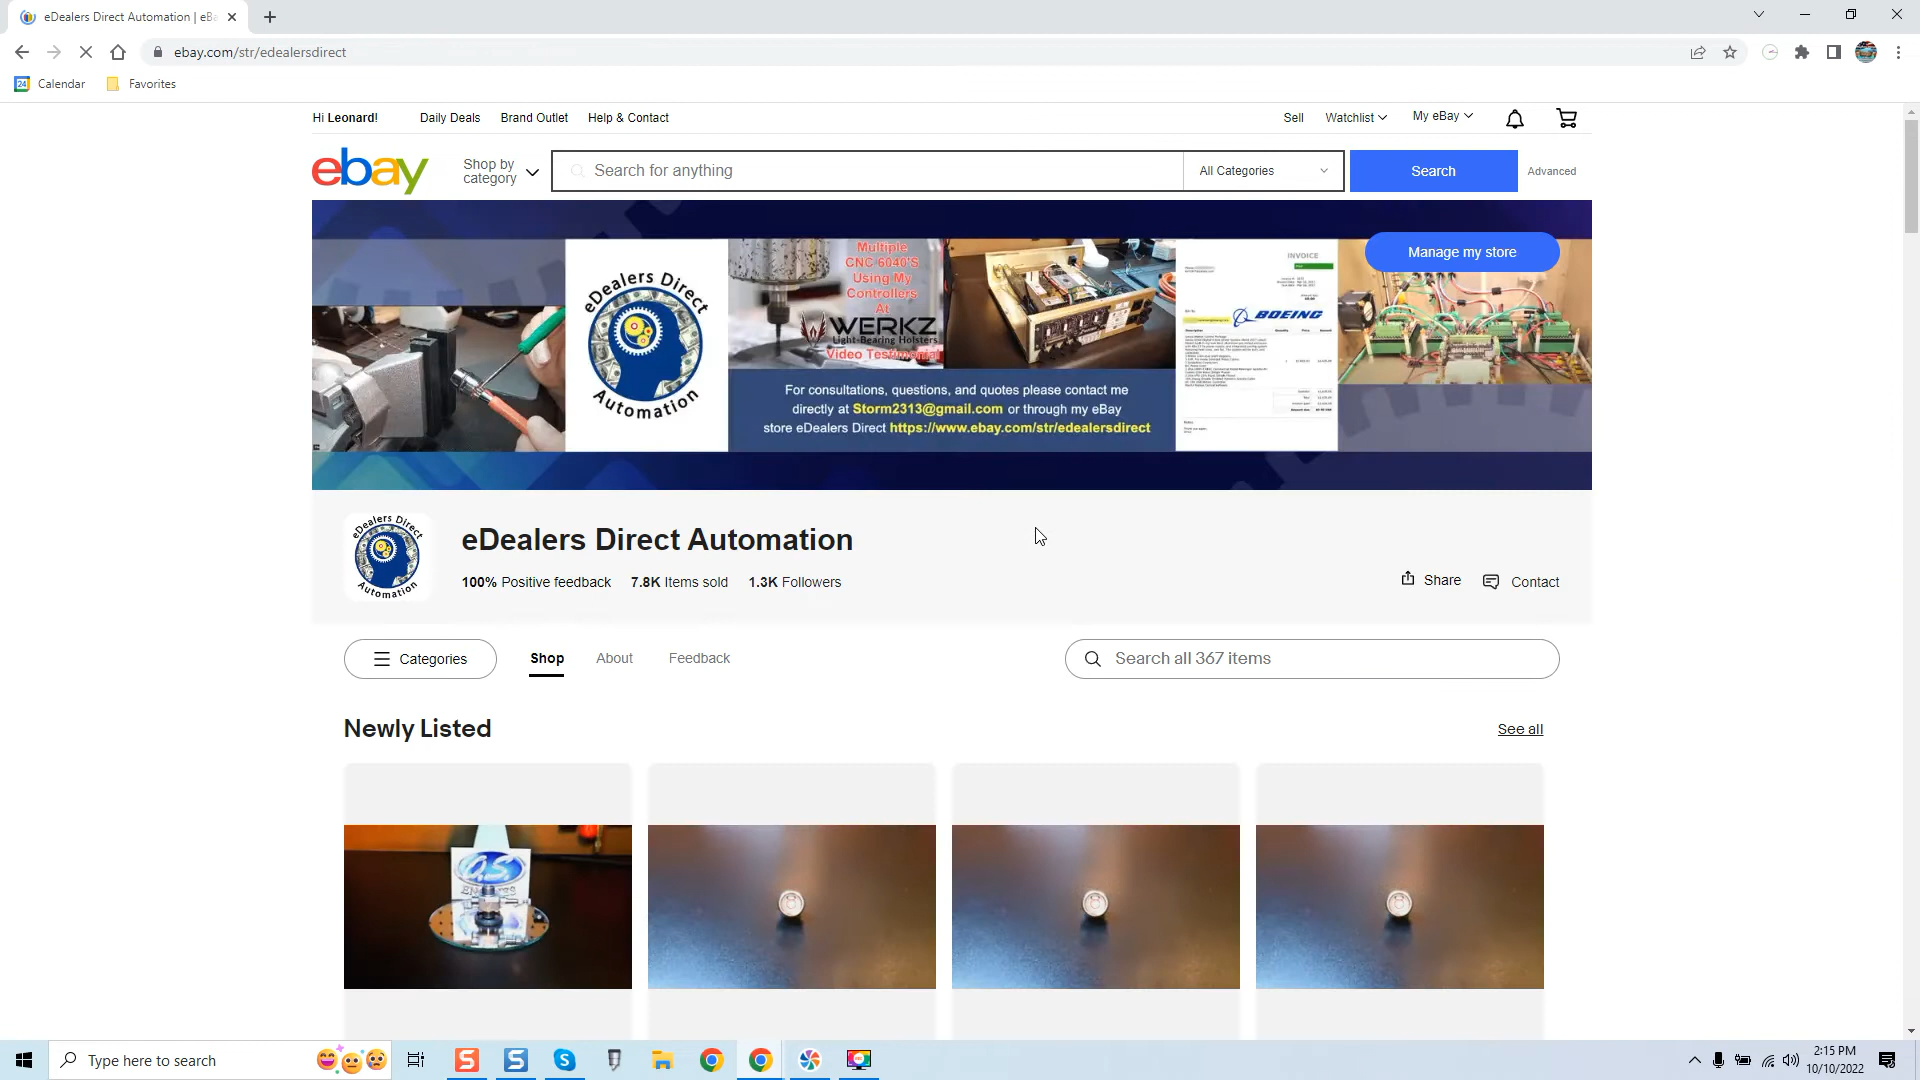 eDealers Direct Automation | eBa
ebay.com/str/edealersdirect
24
Calendar
Favorites
Hi Leonard!
Daily Deals
Brand Outlet
Help & Contact
Sell
Watchlist
My eBay
ebay
Shop by
category
Search for anything
All Categories
Search
Advanced
Manage my store
eDealers Direct
Automation
Multiple
CNC 6040'S
Using My
Controllers
At
WERKZ
Light-Bearing Holsters
Video Testimonial
For consultations, questions, and quotes please contact me
directly at Storm2313@gmail.com or through my eBay
store eDealers Direct https://www.ebay.com/str/edealersdirect
INVOICE
BOEING
eDealers Direct
Automation
eDealers Direct Automation
100% Positive feedback
7.8K Items sold
1.3K Followers
Share
Contact
Categories
Shop
About
Feedback
Search all 367 items
Newly Listed
See all
O.S.
Type here to search
2:15 PM
10/10/2022